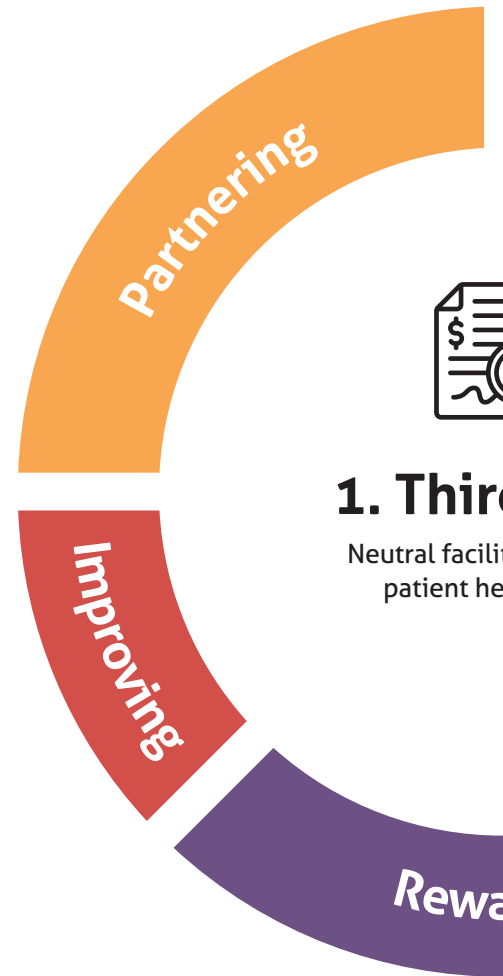 Partnering
$
1. Thir
Neutral facili
patient he
Improving
Rewa